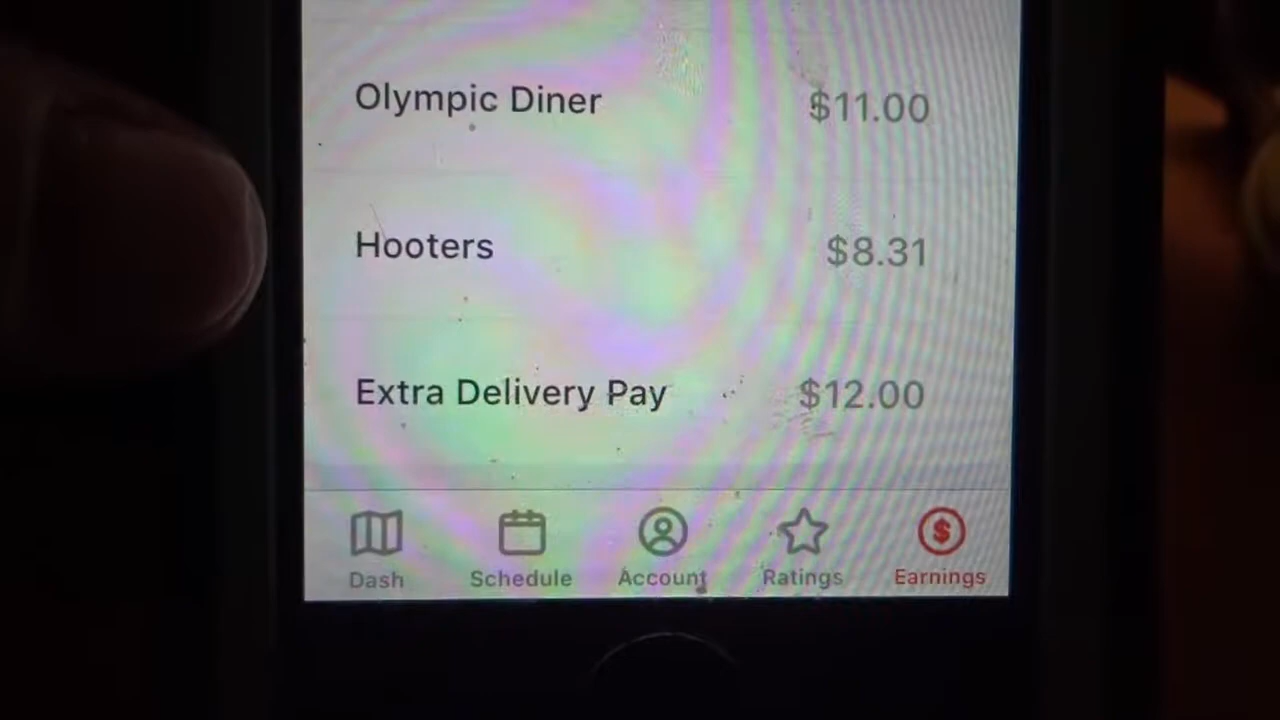 Olympic Diner $11.00
Hooters $8.31
Extra Delivery Pay $12.00
Dash Schedule Account Ratings Earnings